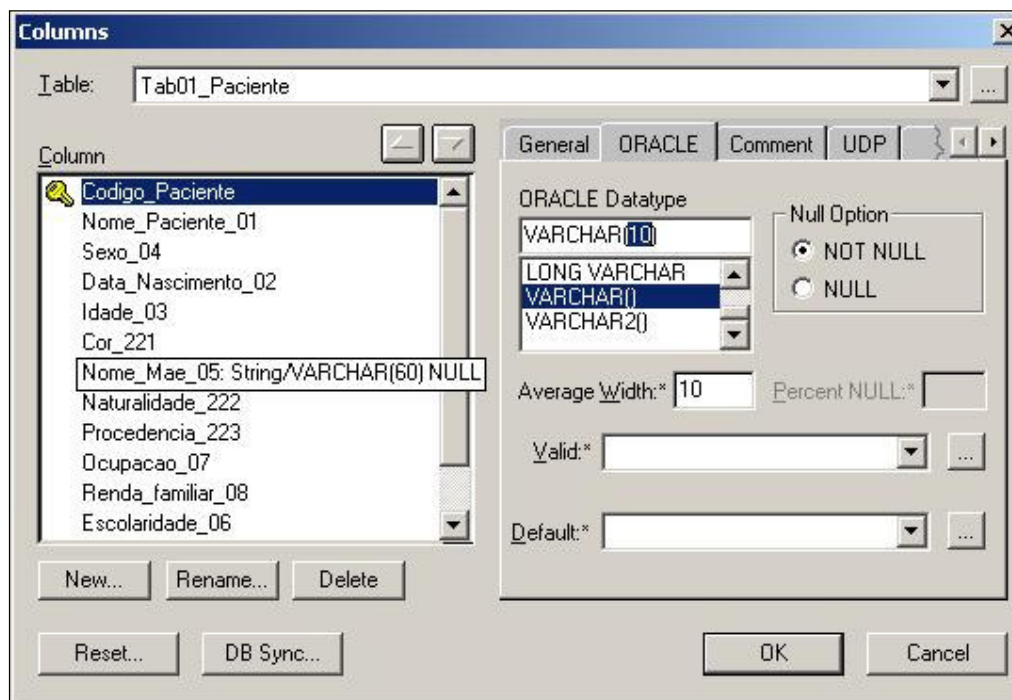 Columns
Table: Tab01_Paciente ...
Column
Codigo_Paciente
Nome_Paciente_01
Sexo_04
Data_Nascimento_02
Idade_03
Cor_221
Nome_Mae_05: String/VARCHAR(60) NULL
Naturalidade_222
Procedencia_223
Ocupacao_07
Renda_familiar_08
Escolaridade_06
New... Rename... Delete
Reset... DB Sync...
General ORACLE Comment UDP
ORACLE Datatype
VARCHAR(10)
LONG VARCHAR
VARCHAR()
VARCHAR2()
Null Option
NOT NULL
NULL
Average Width:* 10 Percent NULL:*
Valid:* ...
Default:* ...
OK Cancel